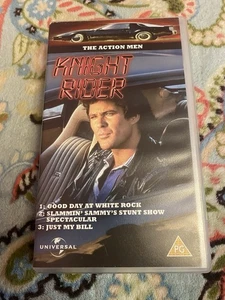 THE ACTION MEN
KNIGHT
RIDER
1: GOOD DAY AT WHITE ROCK
2: SLAMMIN' SAMMY'S STUNT SHOW
SPECTACULAR
3: JUST MY BILL
UNIVERSAL
PG